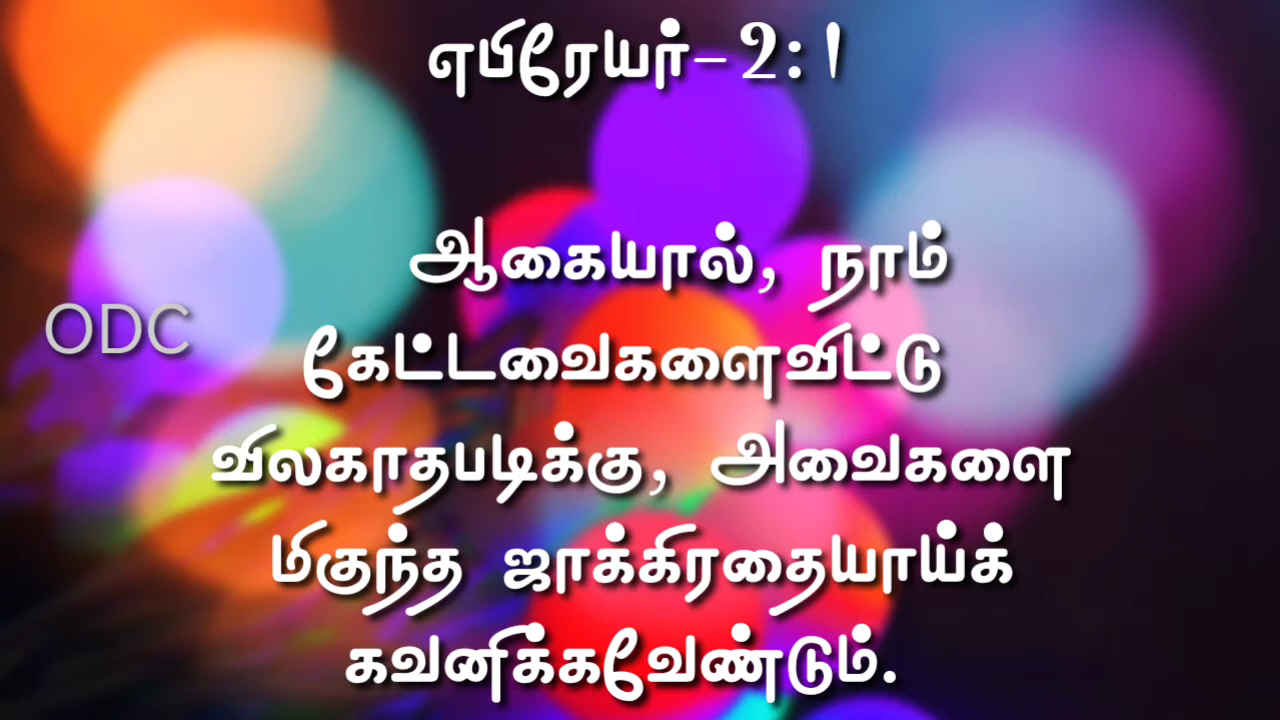 எபிரேயர்-2:1
ஆகையால், நாம்
ODC
கேட்டவைகளைவிட்டு
விலகாதபடிக்கு, அவைகளை
மிகுந்த ஜாக்கிரதையாய்க்
கவனிக்கவேண்டும்.